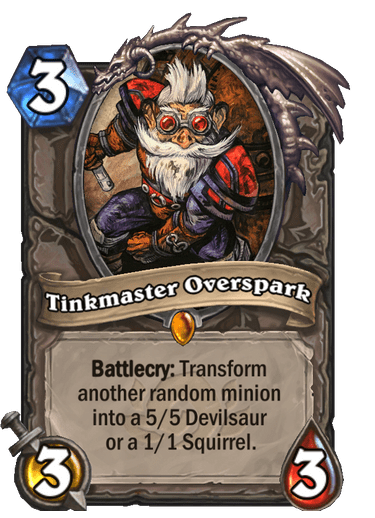 3
Tinkmaster Overspark
Battlecry: Transform
another random minion
into a 5/5 Devilsaur
or a 1/1 Squirrel.
3
3